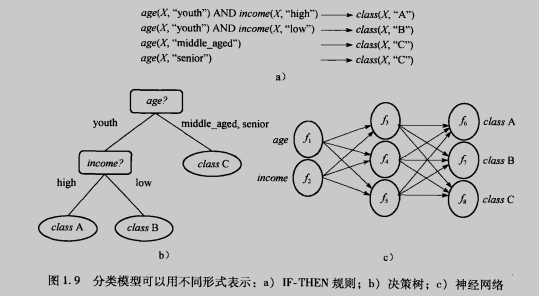 age(X, "youth") AND income(X, "high") → class(X, "A")
age(X, "youth") AND income(X, "low") → class(X, "B")
age(X, "middle_aged") → class(X, "C")
age(X, "senior") → class(X, "C")
a）
age?
youth
middle_aged, senior
income?
class C
high
low
class A
class B
b）
age
income
f₁
f₂
f₃
f₄
f₅
f₆
f₇
f₈
class A
class B
class C
c）
图 1.9 分类模型可以用不同形式表示：a）IF-THEN 规则；b）决策树；c）神经网络